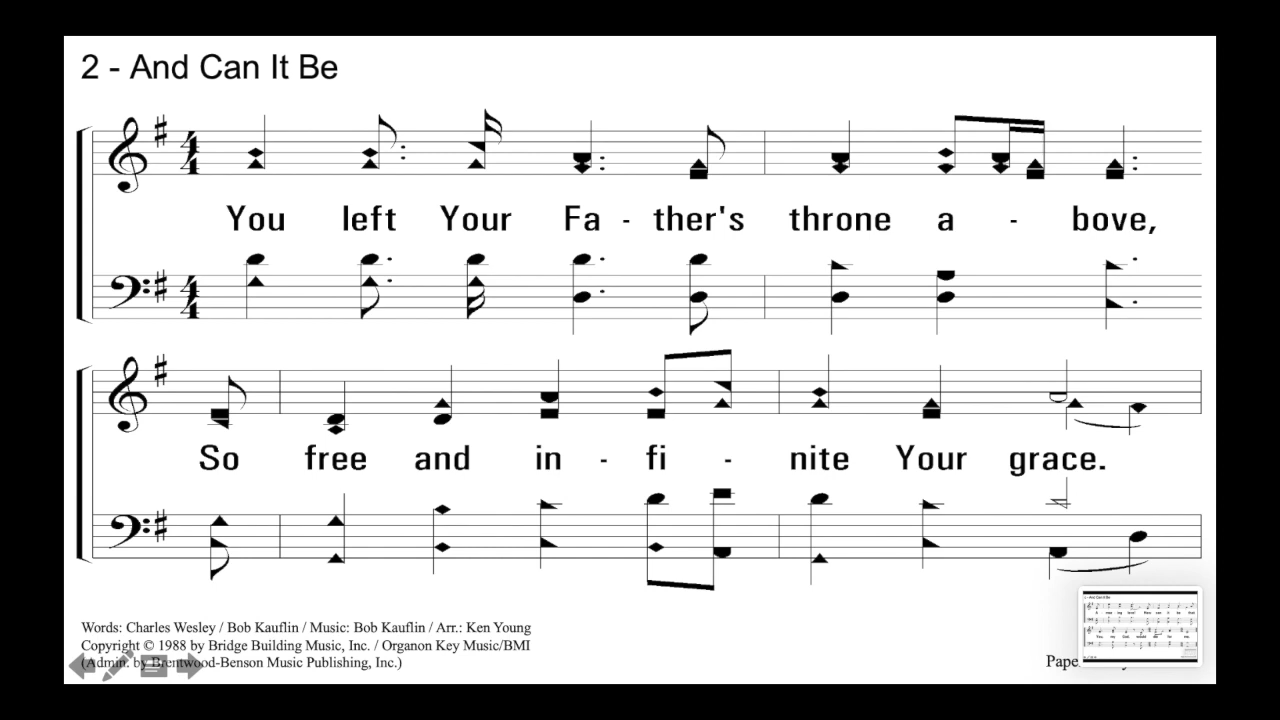 2 - And Can It Be
You left Your Fa - ther's throne a - bove,
So free and in - fi - nite Your grace.
Words: Charles Wesley / Bob Kauflin / Music: Bob Kauflin / Arr.: Ken Young
Copyright © 1988 by Bridge Building Music, Inc. / Organon Key Music/BMI
(Admin. by Brentwood-Benson Music Publishing, Inc.)